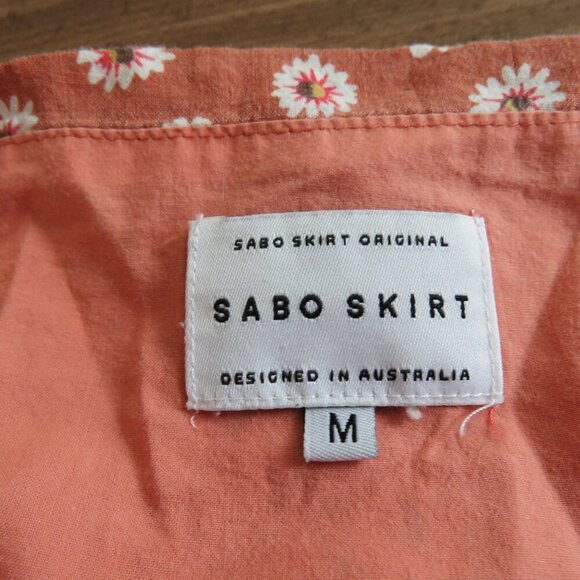 SABO SKIRT ORIGINAL
SABO SKIRT
DESIGNED IN AUSTRALIA
M